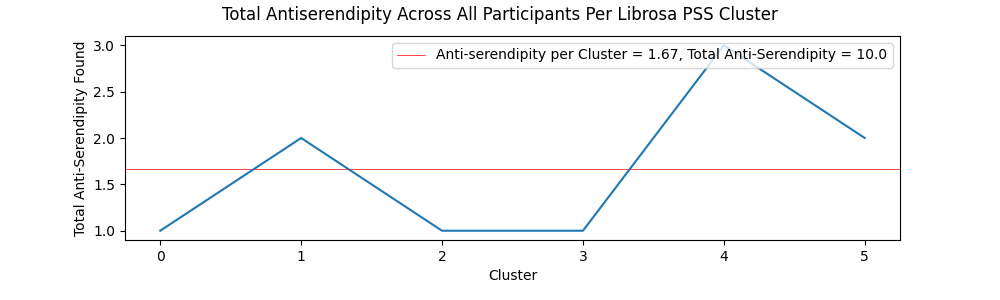 Total Antiserendipity Across All Participants Per Librosa PSS Cluster
Total Anti-Serendipity Found
3.0
2.5
2.0
1.5
1.0
Anti-serendipity per Cluster = 1.67, Total Anti-Serendipity = 10.0
0 1 2 3 4 5
Cluster